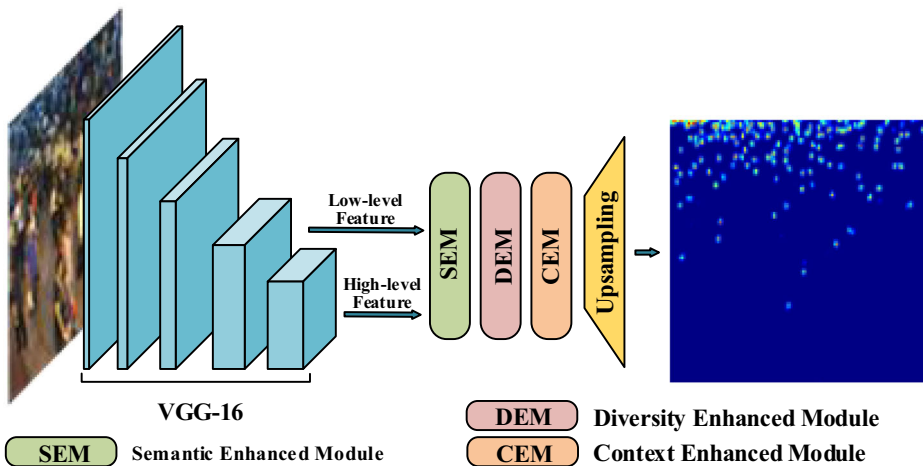 Low-level
Feature
High-level
Feature
SEM
DEM
CEM
Upsampling
VGG-16
DEM Diversity Enhanced Module
SEM Semantic Enhanced Module
CEM Context Enhanced Module